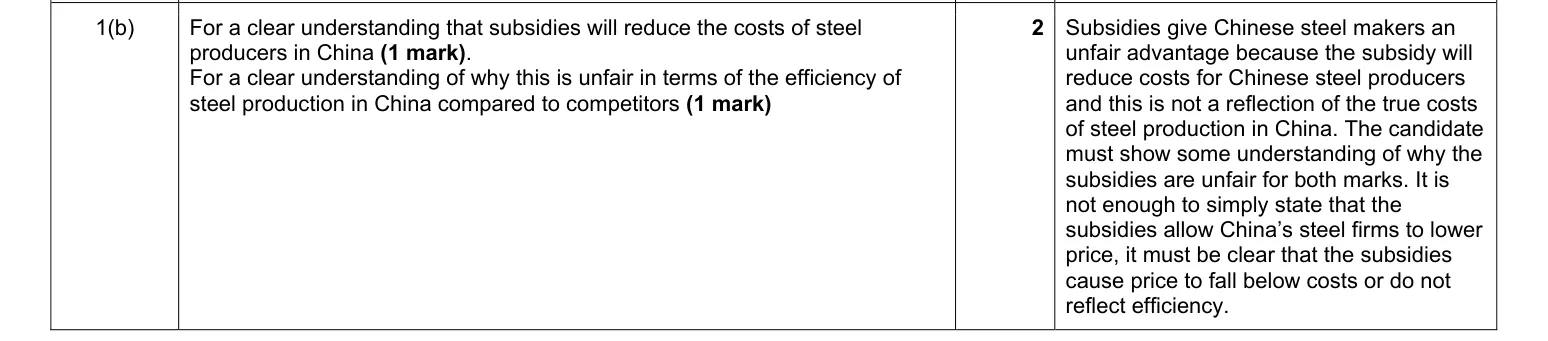 1(b)
For a clear understanding that subsidies will reduce the costs of steel
producers in China (1 mark).
For a clear understanding of why this is unfair in terms of the efficiency of
steel production in China compared to competitors (1 mark)
2
Subsidies give Chinese steel makers an
unfair advantage because the subsidy will
reduce costs for Chinese steel producers
and this is not a reflection of the true costs
of steel production in China. The candidate
must show some understanding of why the
subsidies are unfair for both marks. It is
not enough to simply state that the
subsidies allow China’s steel firms to lower
price, it must be clear that the subsidies
cause price to fall below costs or do not
reflect efficiency.